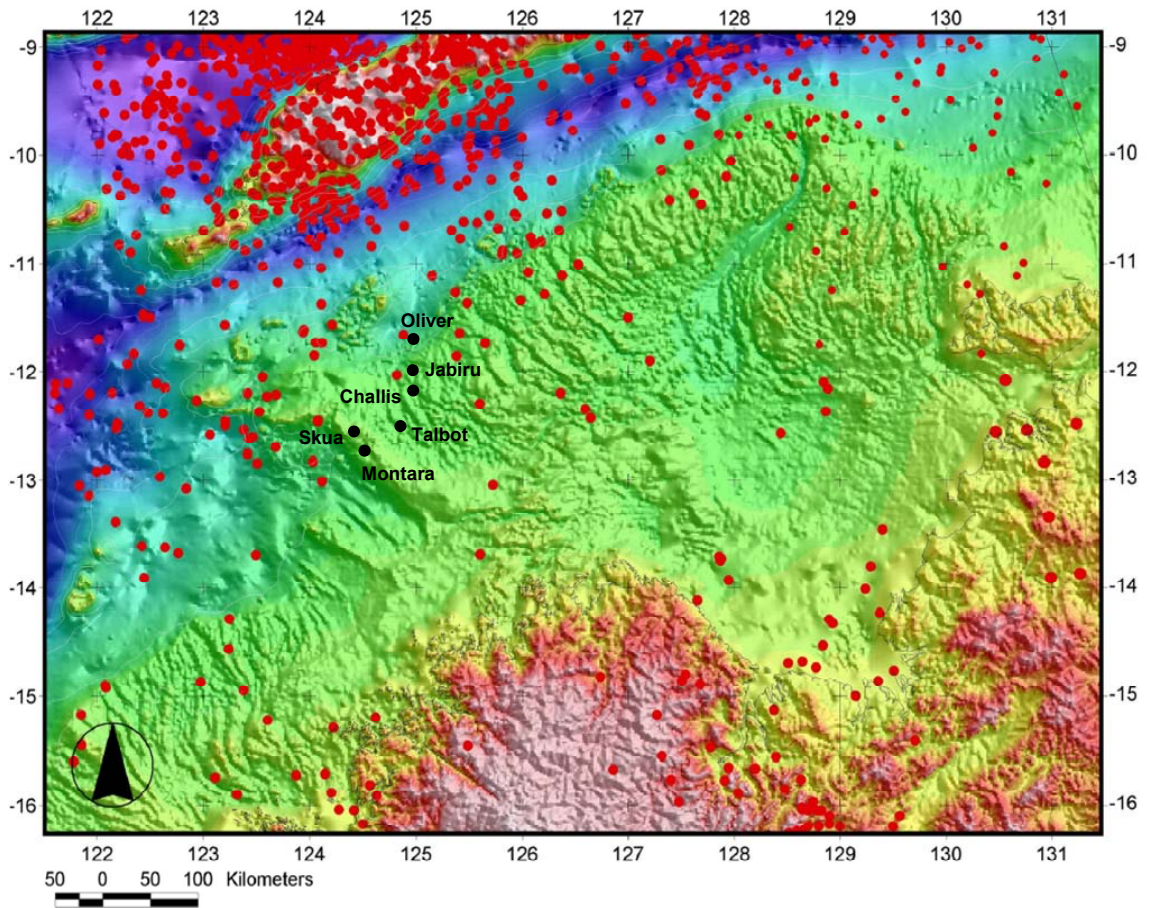 122 123 124 125 126 127 128 129 130 131
-9 -9
-10 -10
-11 -11
Oliver
-12 Jabiru -12
Challis
Skua Talbot
Montara
-13 -13
-14 -14
-15 -15
-16 -16
122 123 124 125 126 127 128 129 130 131
50 0 50 100 Kilometers